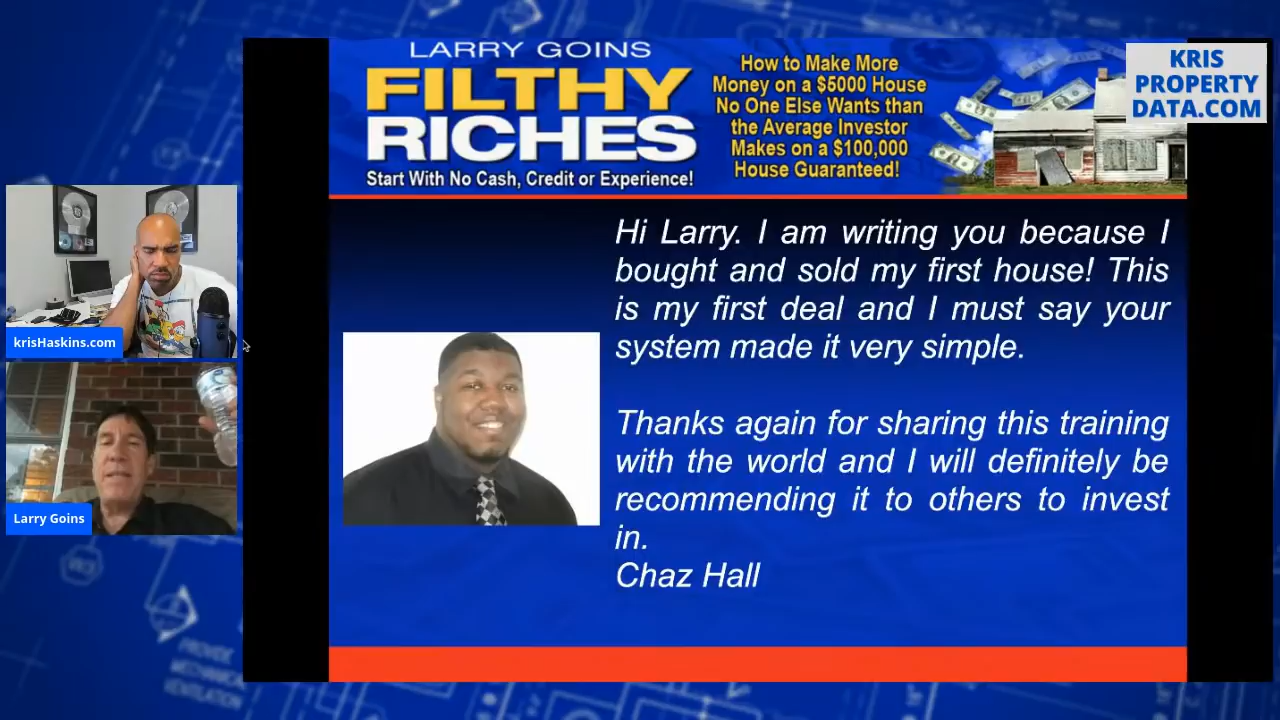 LARRY GOINS
FILTHY
RICHES
Start With No Cash, Credit or Experience!
How to Make More
Money on a $5000 House
No One Else Wants than
the Average Investor
Makes on a $100,000
House Guaranteed!
KRIS
PROPERTY
DATA.COM
Hi Larry. I am writing you because I
bought and sold my first house! This
is my first deal and I must say your
system made it very simple.
Thanks again for sharing this training
with the world and I will definitely be
recommending it to others to invest
in.
Chaz Hall
krisHaskins.com
Larry Goins
PROVIDE
MECHANICAL
VENTILATION